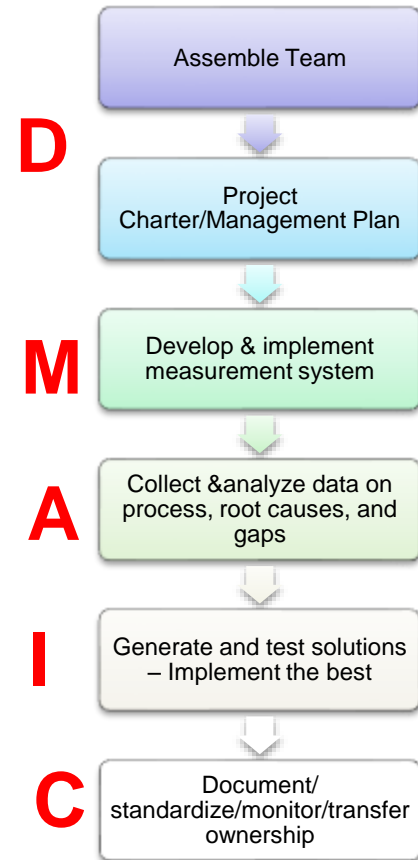 Assemble Team
D
Project
Charter/Management Plan
M
Develop & implement
measurement system
A
Collect &analyze data on
process, root causes, and
gaps
I
Generate and test solutions
– Implement the best
C
Document/
standardize/monitor/transfer
ownership